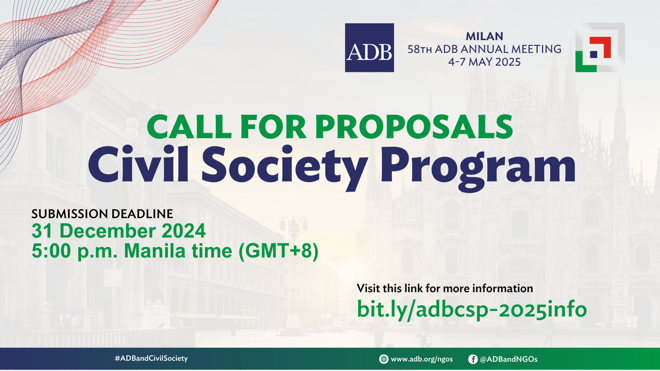 ADB
MILAN
58TH ADB ANNUAL MEETING
4-7 MAY 2025
CALL FOR PROPOSALS
Civil Society Program
SUBMISSION DEADLINE
31 December 2024
5:00 p.m. Manila time (GMT+8)
Visit this link for more information
bit.ly/adbcsp-2025info
#ADBandCivilSociety
www.adb.org/ngos
@ADBandNGOs